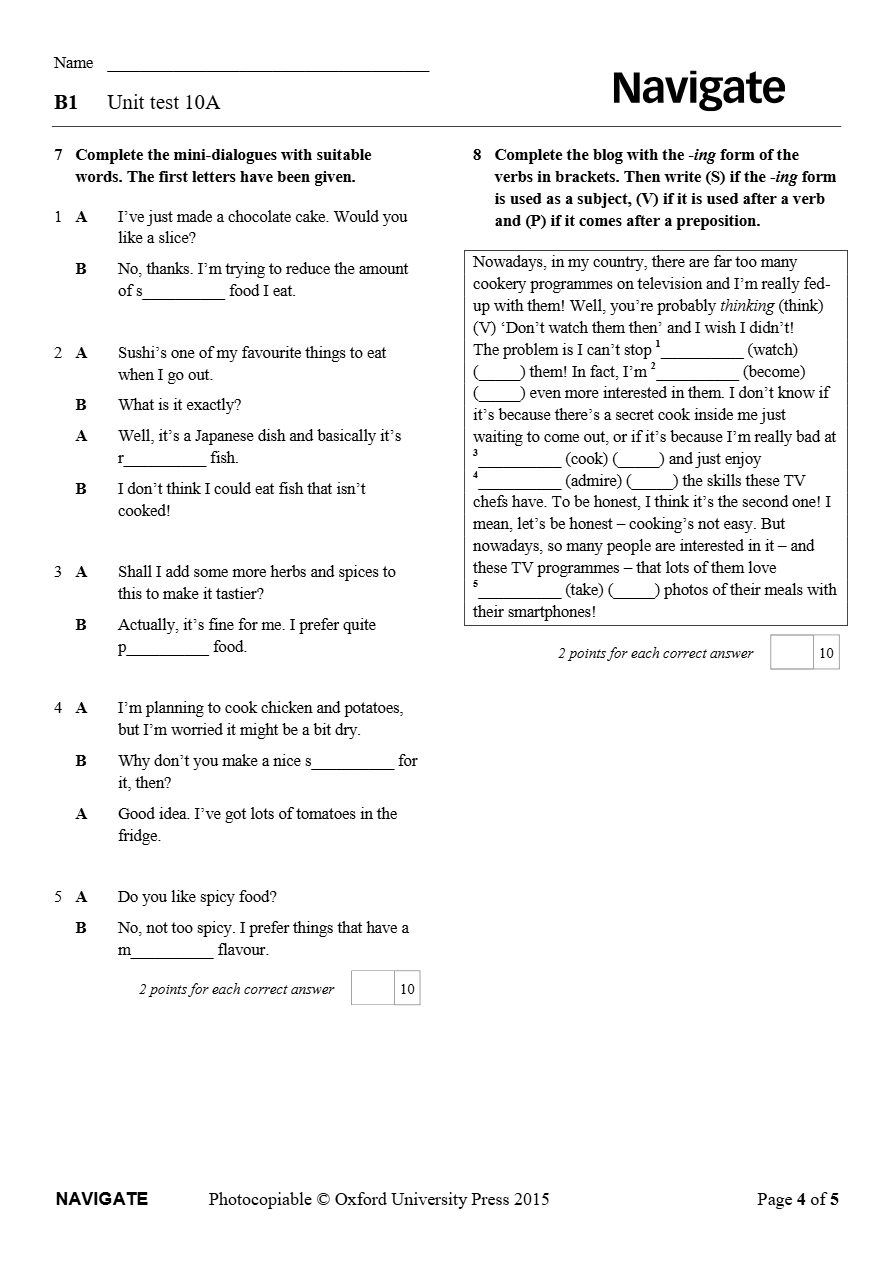 Name ____________________
Navigate
B1 Unit test 10A
7 Complete the mini-dialogues with suitable
words. The first letters have been given.
1 A I’ve just made a chocolate cake. Would you
like a slice?
B No, thanks. I’m trying to reduce the amount
of s__________ food I eat.
2 A Sushi’s one of my favourite things to eat
when I go out.
B What is it exactly?
A Well, it’s a Japanese dish and basically it’s
r__________ fish.
B I don’t think I could eat fish that isn’t
cooked!
3 A Shall I add some more herbs and spices to
this to make it tastier?
B Actually, it’s fine for me. I prefer quite
p__________ food.
4 A I’m planning to cook chicken and potatoes,
but I’m worried it might be a bit dry.
B Why don’t you make a nice s__________ for
it, then?
A Good idea. I’ve got lots of tomatoes in the
fridge.
5 A Do you like spicy food?
B No, not too spicy. I prefer things that have a
m__________ flavour.
2 points for each correct answer 10
8 Complete the blog with the -ing form of the
verbs in brackets. Then write (S) if the -ing form
is used as a subject, (V) if it is used after a verb
and (P) if it comes after a preposition.
Nowadays, in my country, there are far too many
cookery programmes on television and I’m really fed-
up with them! Well, you’re probably thinking (think)
(V) ‘Don’t watch them then’ and I wish I didn’t!
The problem is I can’t stop 1__________ (watch)
(_____) them! In fact, I’m 2__________ (become)
(_____) even more interested in them. I don’t know if
it’s because there’s a secret cook inside me just
waiting to come out, or if it’s because I’m really bad at
3__________ (cook) (_____) and just enjoy
4__________ (admire) (_____) the skills these TV
chefs have. To be honest, I think it’s the second one! I
mean, let’s be honest – cooking’s not easy. But
nowadays, so many people are interested in it – and
these TV programmes – that lots of them love
5__________ (take) (_____) photos of their meals with
their smartphones!
2 points for each correct answer 10
NAVIGATE Photocopiable © Oxford University Press 2015 Page 4 of 5